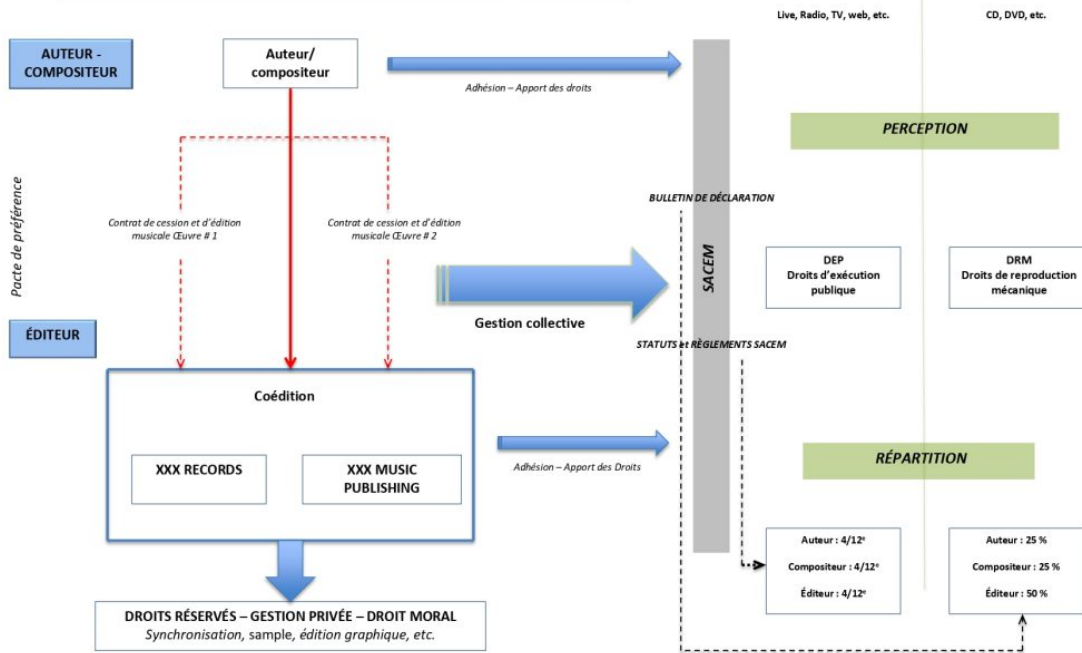 Live, Radio, TV, web, etc.
CD, DVD, etc.
AUTEUR -
COMPOSITEUR
Auteur/
compositeur
Adhésion – Apport des droits
PERCEPTION
Pacte de préférence
Contrat de cession et d'édition
musicale Œuvre # 1
Contrat de cession et d'édition
musicale Œuvre # 2
BULLETIN DE DÉCLARATION
SACEM
DEP
Droits d'exécution
publique
DRM
Droits de reproduction
mécanique
Gestion collective
ÉDITEUR
STATUTS et RÈGLEMENTS SACEM
Coédition
XXX RECORDS
XXX MUSIC
PUBLISHING
Adhésion – Apport des Droits
RÉPARTITION
Auteur : 4/12e
Compositeur : 4/12e
Éditeur : 4/12e
Auteur : 25 %
Compositeur : 25 %
Éditeur : 50 %
DROITS RÉSERVÉS – GESTION PRIVÉE – DROIT MORAL
Synchronisation, sample, édition graphique, etc.